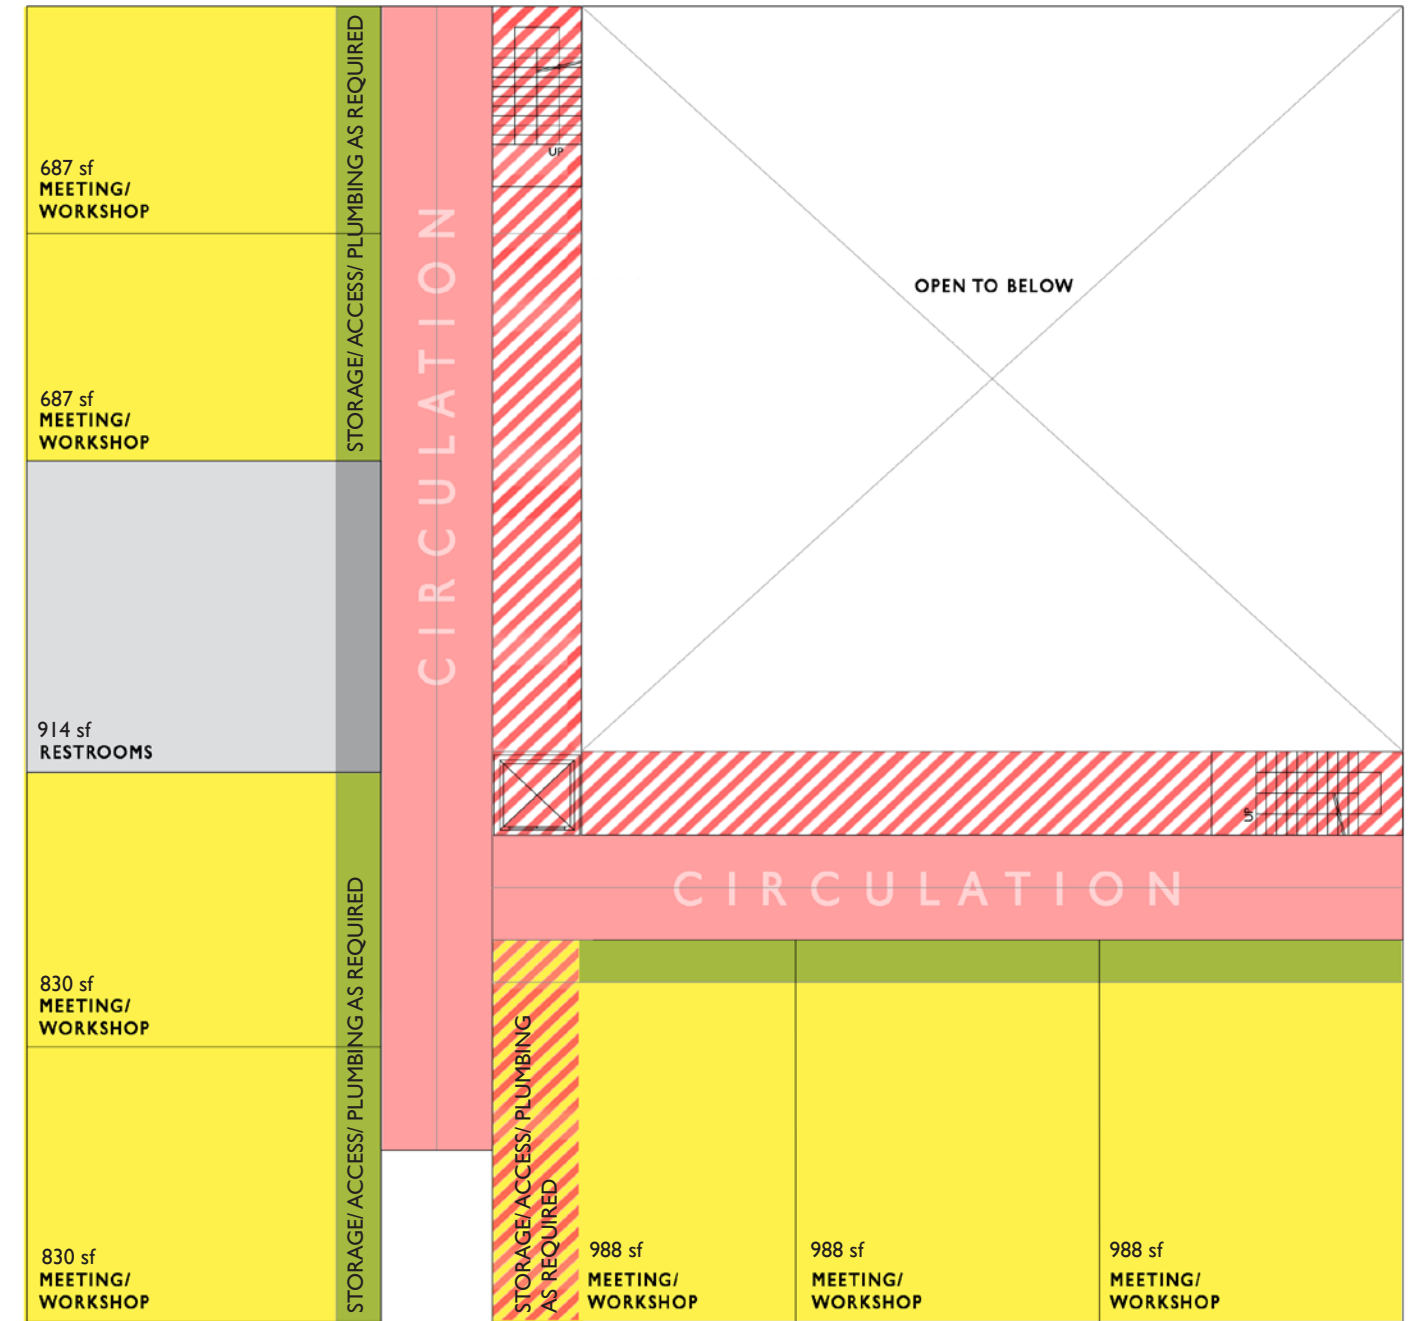 687 sf
MEETING/
WORKSHOP
STORAGE/ ACCESS/ PLUMBING AS REQUIRED
687 sf
MEETING/
WORKSHOP
914 sf
RESTROOMS
830 sf
MEETING/
WORKSHOP
STORAGE/ ACCESS/ PLUMBING AS REQUIRED
830 sf
MEETING/
WORKSHOP
CIRCULATION
UP
OPEN TO BELOW
UP
CIRCULATION
STORAGE/ ACCESS/ PLUMBING
AS REQUIRED
988 sf
MEETING/
WORKSHOP
988 sf
MEETING/
WORKSHOP
988 sf
MEETING/
WORKSHOP